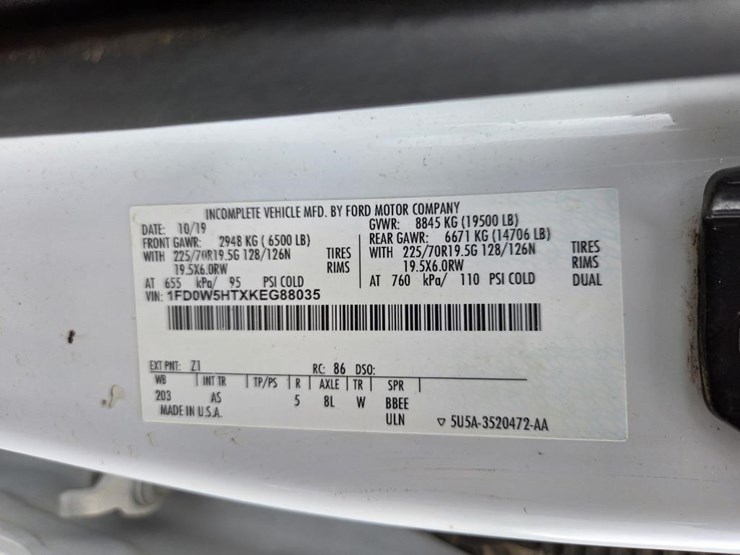 INCOMPLETE VEHICLE MFD. BY FORD MOTOR COMPANY
DATE: 10/19 GVWR: 8845 KG (19500 LB)
FRONT GAWR: 2948 KG ( 6500 LB) REAR GAWR: 6671 KG (14706 LB)
WITH 225/70R19.5G 128/126N TIRES WITH 225/70R19.5G 128/126N TIRES
19.5X6.0RW RIMS 19.5X6.0RW RIMS
AT 655 kPa/ 95 PSI COLD AT 760 kPa/ 110 PSI COLD DUAL
VIN: 1FD0W5HTXKEG88035
EXT PNT: Z1 RC: 86 DSO:
WB INT TR TP/PS R AXLE TR SPR
203 AS 5 8L W BBEE
MADE IN U.S.A. ULN ▽ 5U5A-3520472-AA